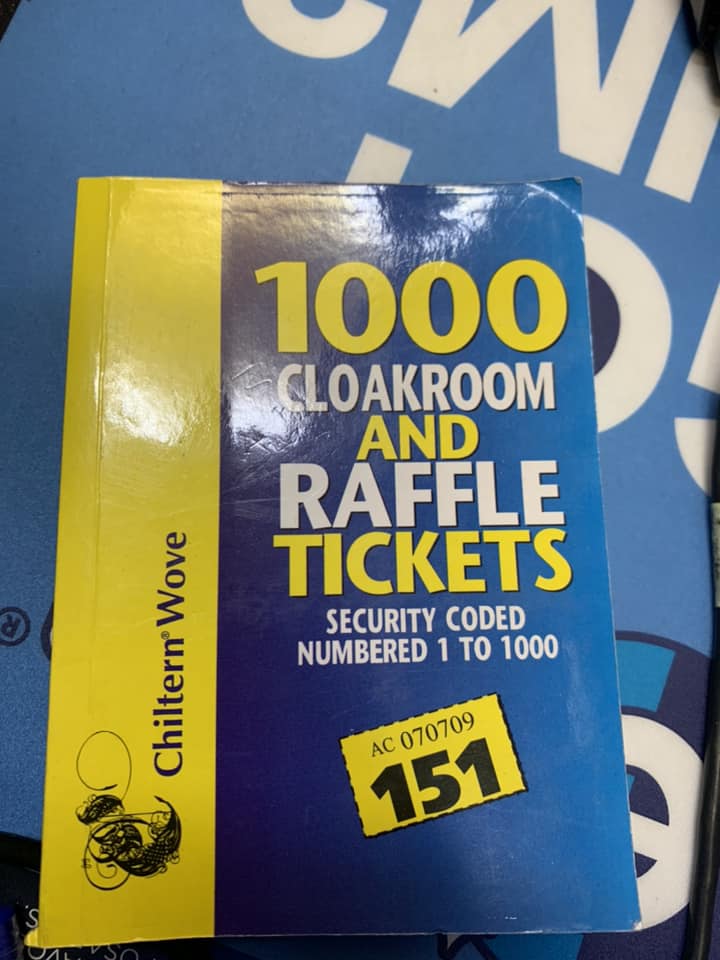 1000
CLOAKROOM
AND
RAFFLE
TICKETS
SECURITY CODED
NUMBERED 1 TO 1000
AC 070709
151
Chiltern® Wove